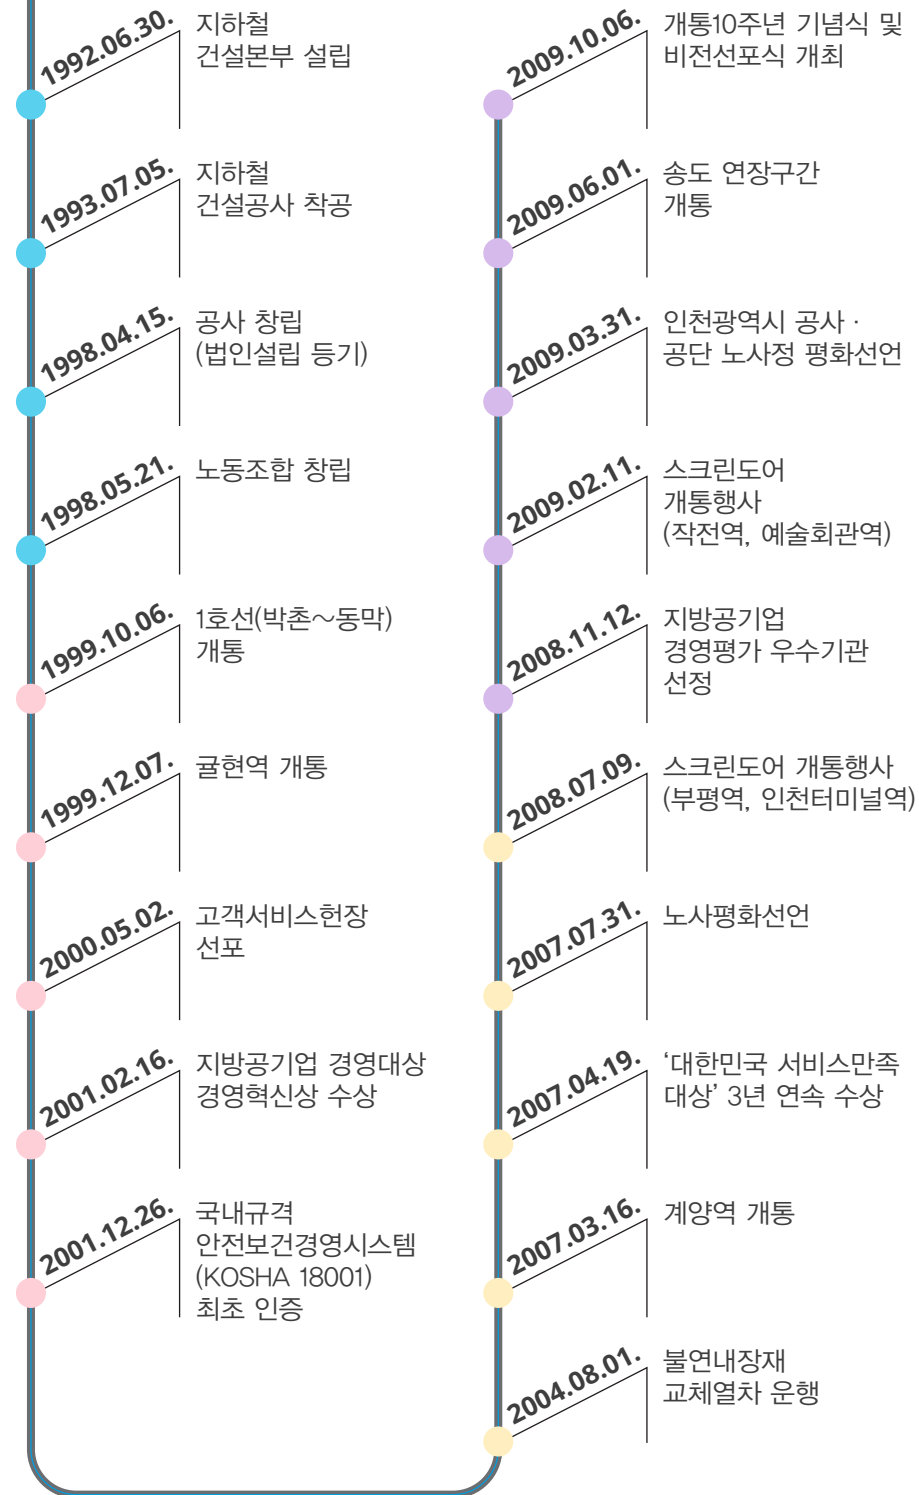 1992.06.30.
지하철
건설본부 설립
1993.07.05.
지하철
건설공사 착공
1998.04.15.
공사 창립
(법인설립 등기)
1998.05.21.
노동조합 창립
1999.10.06.
1호선(박촌～동막)
개통
1999.12.07.
귤현역 개통
2000.05.02.
고객서비스헌장
선포
2001.02.16.
지방공기업 경영대상
경영혁신상 수상
2001.12.26.
국내규격
안전보건경영시스템
(KOSHA 18001)
최초 인증
2009.10.06.
개통10주년 기념식 및
비전선포식 개최
2009.06.01.
송도 연장구간
개통
2009.03.31.
인천광역시 공사 ·
공단 노사정 평화선언
2009.02.11.
스크린도어
개통행사
(작전역, 예술회관역)
2008.11.12.
지방공기업
경영평가 우수기관
선정
2008.07.09.
스크린도어 개통행사
(부평역, 인천터미널역)
2007.07.31.
노사평화선언
2007.04.19.
‘대한민국 서비스만족
대상’ 3년 연속 수상
2007.03.16.
계양역 개통
2004.08.01.
불연내장재
교체열차 운행